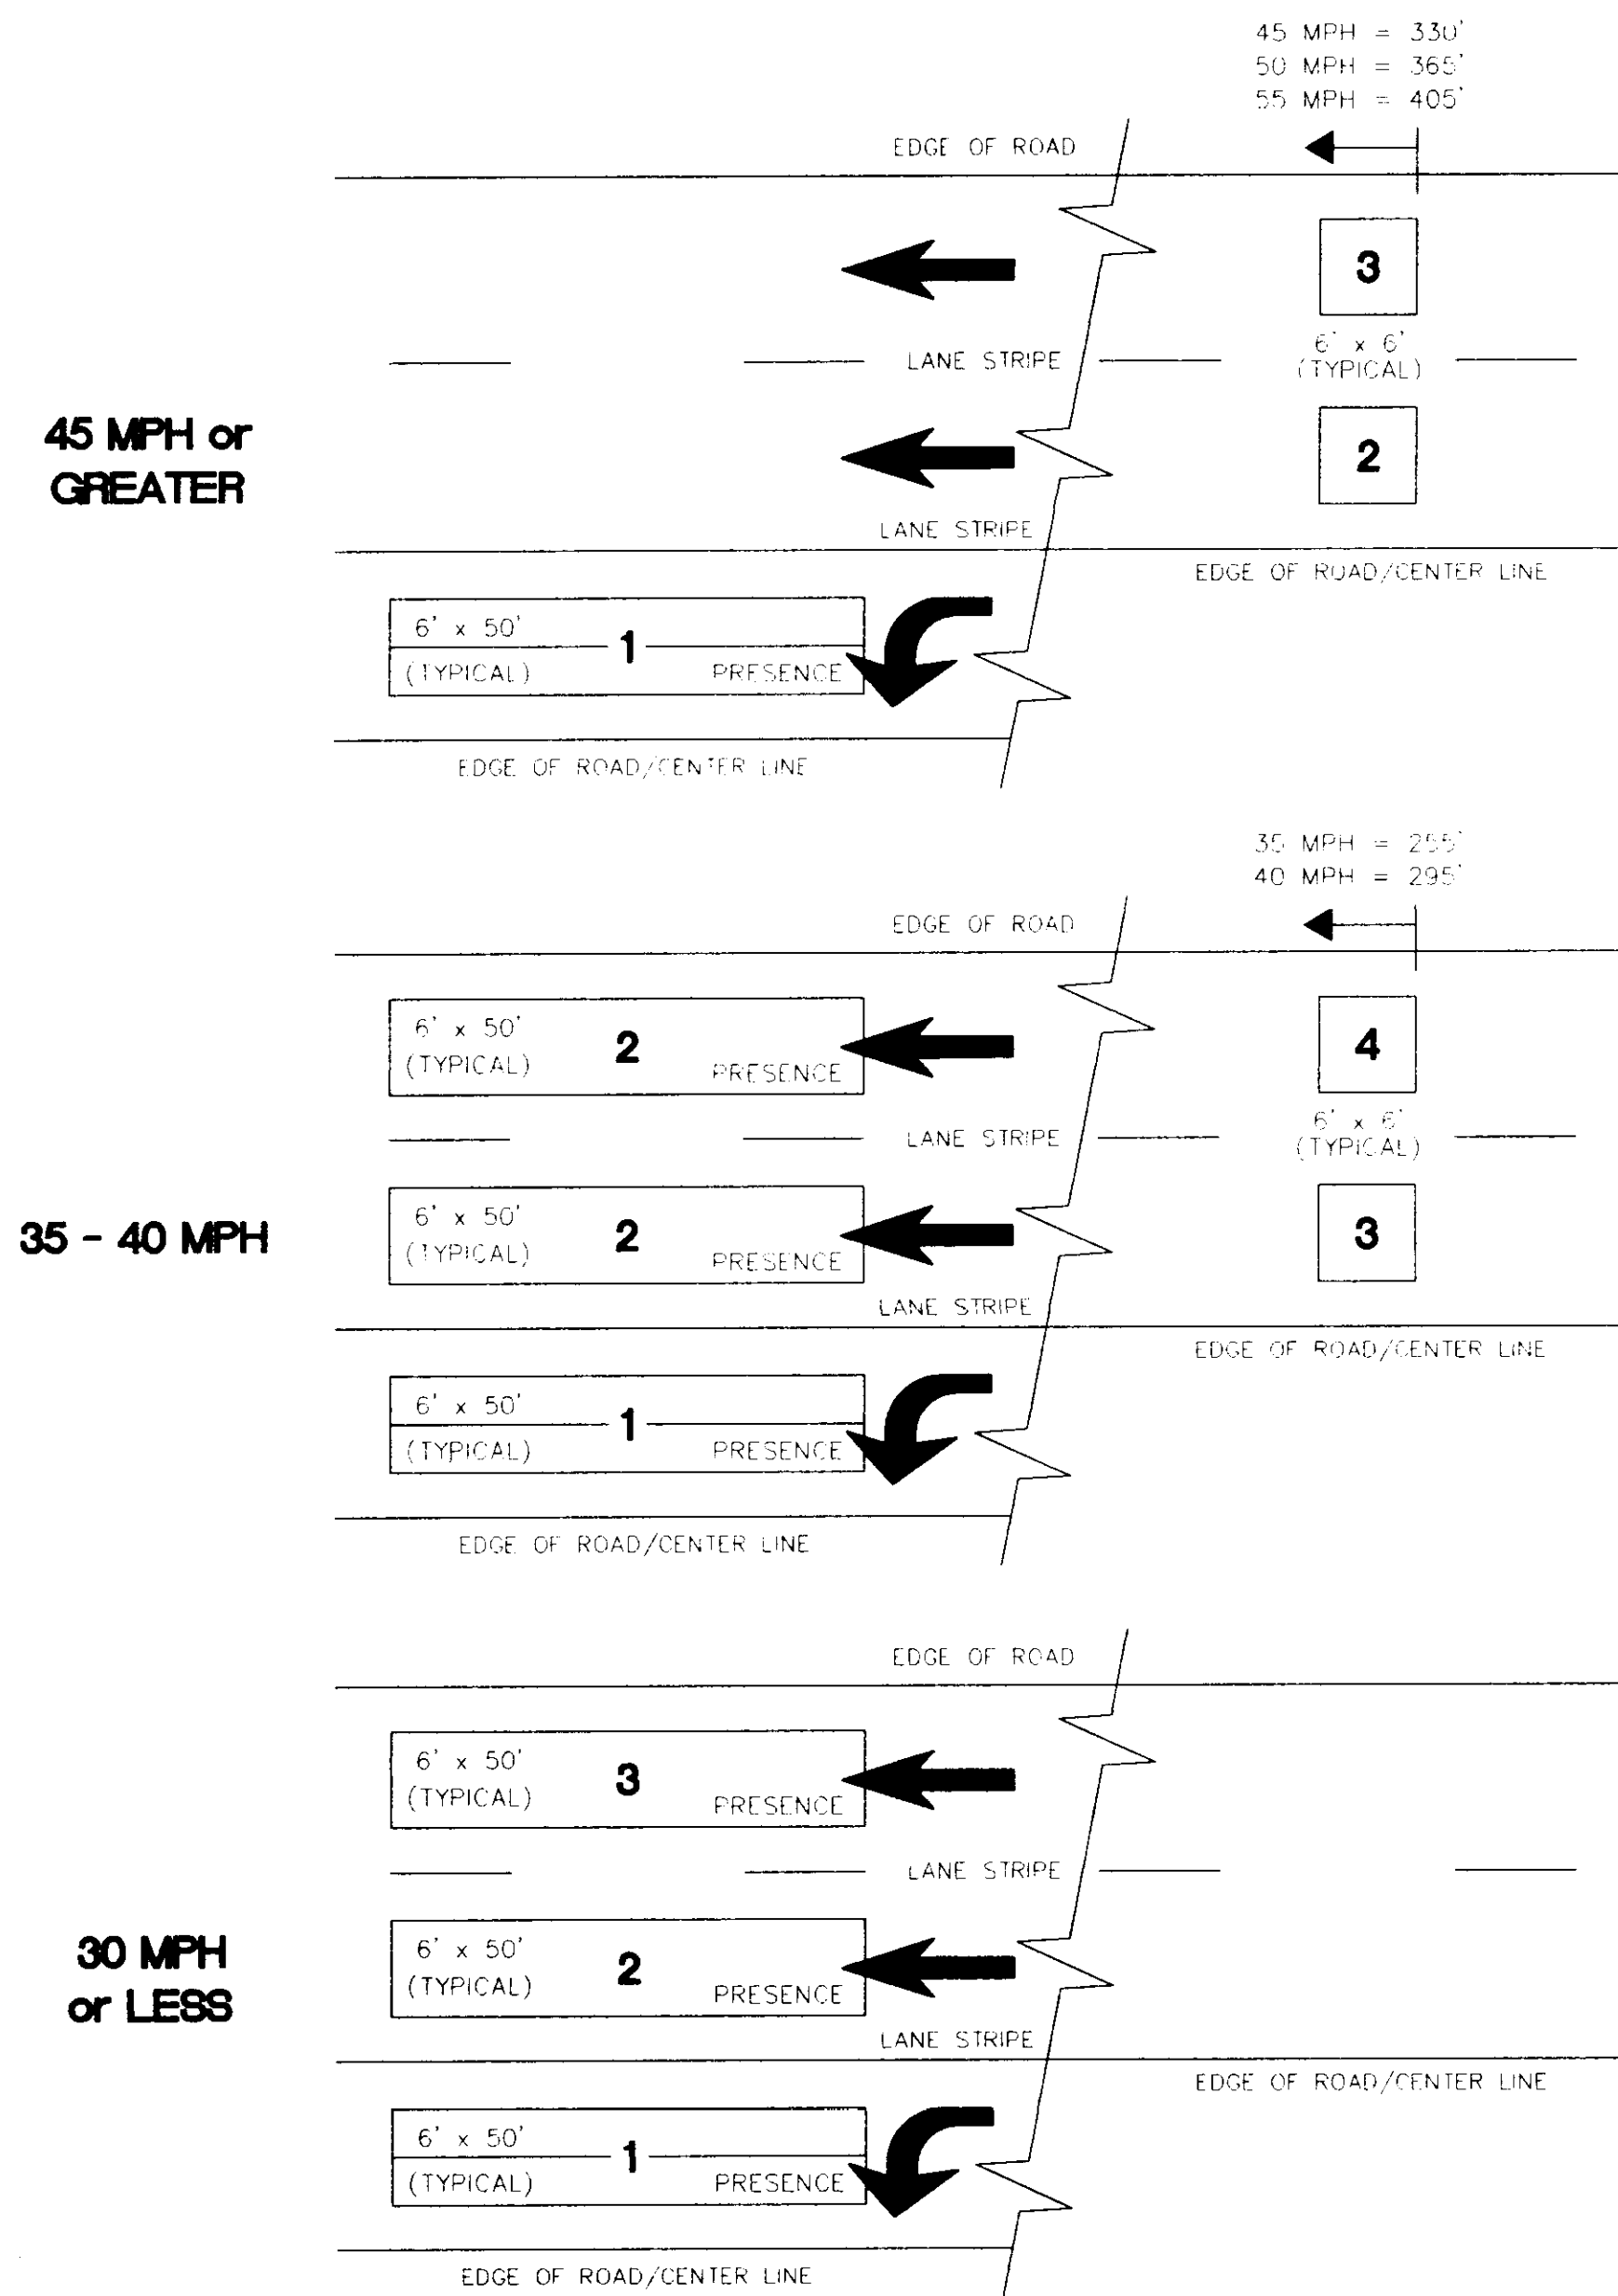 45 MPH = 330'
50 MPH = 365'
55 MPH = 405'
EDGE OF ROAD
3
6' x 6'
(TYPICAL)
LANE STRIPE
45 MPH or
GREATER
2
LANE STRIPE
EDGE OF ROAD/CENTER LINE
6' x 50'
1
(TYPICAL) PRESENCE
EDGE OF ROAD/CENTER LINE
35 MPH = 255'
40 MPH = 295'
EDGE OF ROAD
6' x 50'
2
4
(TYPICAL) PRESENCE
6' x 6'
(TYPICAL)
LANE STRIPE
35 - 40 MPH
6' x 50'
2
3
(TYPICAL) PRESENCE
LANE STRIPE
EDGE OF ROAD/CENTER LINE
6' x 50'
1
(TYPICAL) PRESENCE
EDGE OF ROAD/CENTER LINE
EDGE OF ROAD
6' x 50'
3
(TYPICAL) PRESENCE
LANE STRIPE
30 MPH
or LESS
6' x 50'
2
(TYPICAL) PRESENCE
LANE STRIPE
EDGE OF ROAD/CENTER LINE
6' x 50'
1
(TYPICAL) PRESENCE
EDGE OF ROAD/CENTER LINE